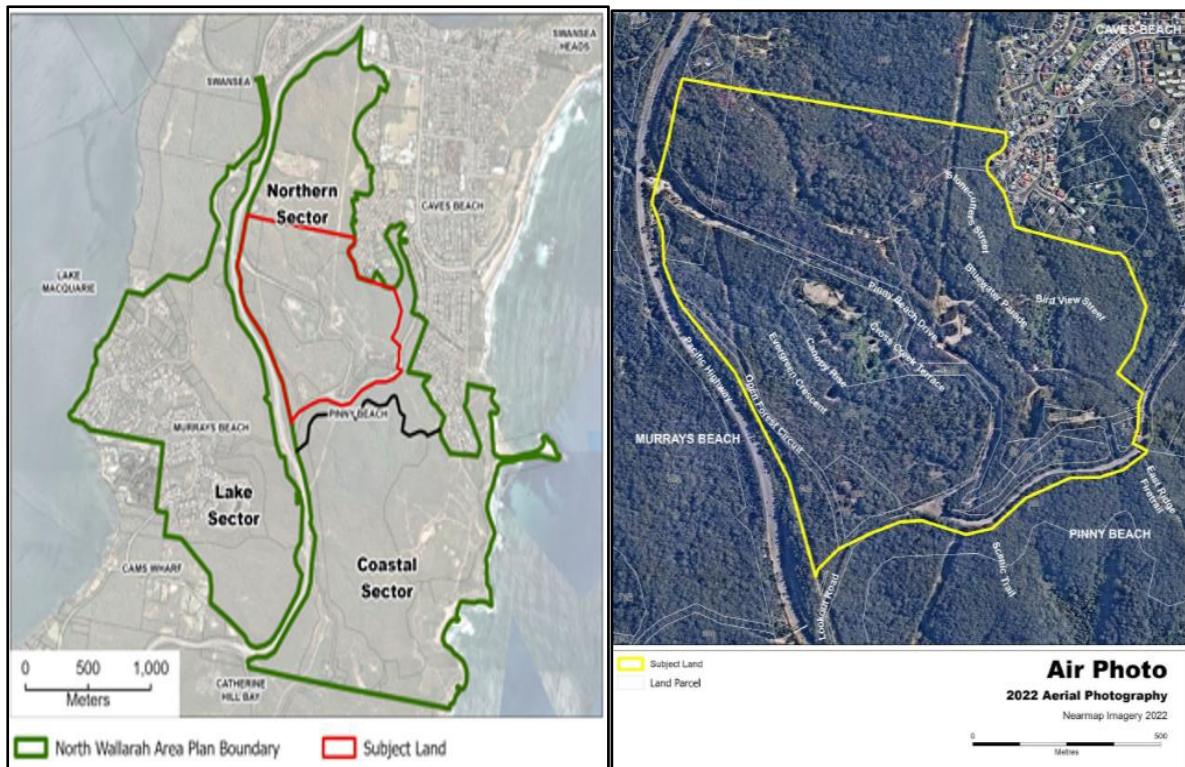 SWANSEA
HEADS
SWANSEA
Northern
Sector
CAVES BEACH
LAKE
MACQUARIE
PINNY BEACH
MURRAYS BEACH
Lake
Sector
Coastal
Sector
CAMS WHARF
CATHERINE
HILL BAY
0 500 1,000
Meters
North Wallarah Area Plan Boundary
Subject Land
CAVES BEACH
Bluewater Parade
Bird View Street
Pinny Beach Drive
Cross Creek Terrace
Canopy Rise
Evergreen Crescent
Open Forest Circuit
Pacific Highway
MURRAYS BEACH
East Ridge
Firetrail
PINNY BEACH
Scenic Trail
Lookout Road
Subject Land
Land Parcel
Air Photo
2022 Aerial Photography
Nearmap Imagery 2022
0 500
Metres